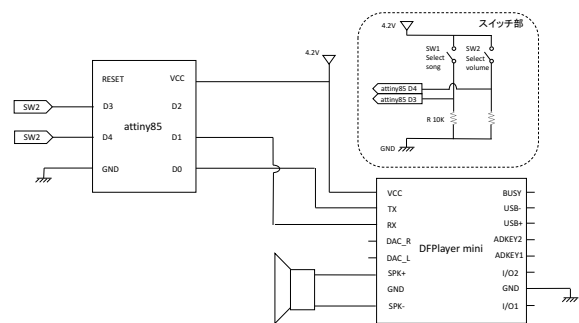 スイッチ部
4.2V
SW1
Select
song
SW2
Select
volume
attiny85 D4
attiny85 D3
R 10K
GND
4.2V
RESET
VCC
SW2
D3
D2
attiny85
SW2
D4
D1
GND
D0
VCC
BUSY
TX
USB-
RX
USB+
DAC_R
ADKEY2
DFPlayer mini
DAC_L
ADKEY1
SPK+
I/O2
GND
GND
SPK-
I/O1